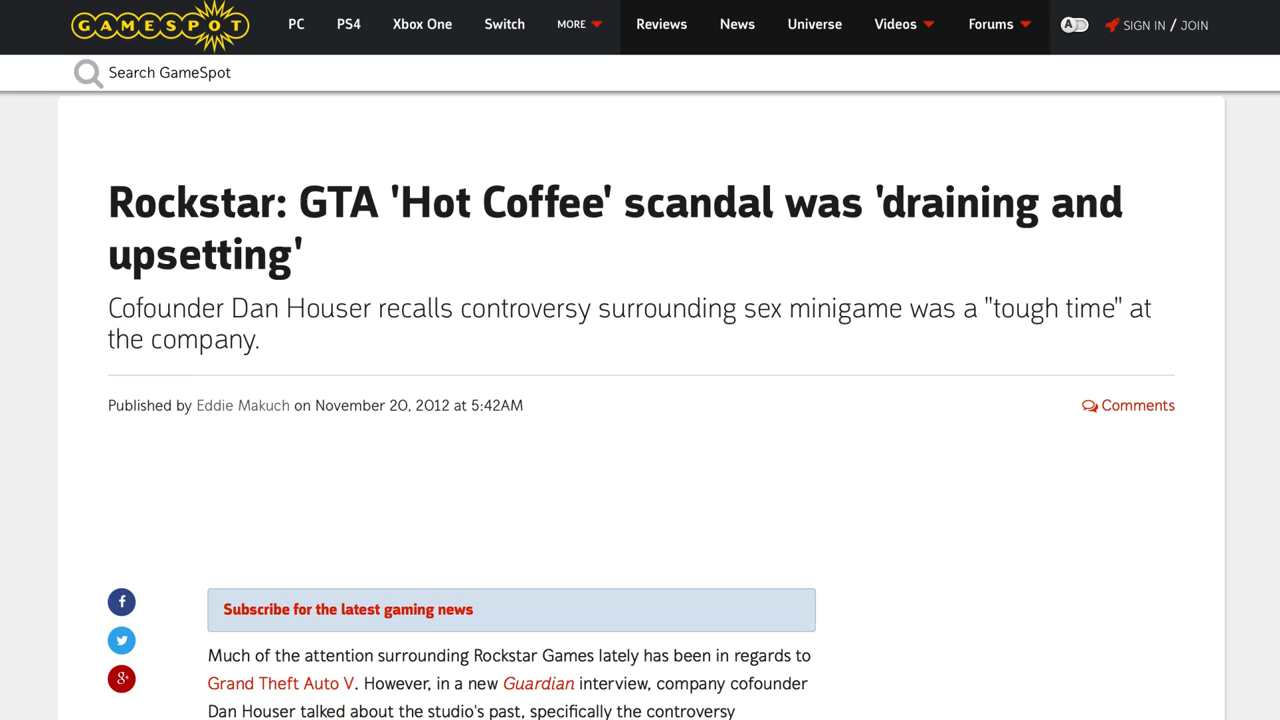 GAMESPOT PC PS4 Xbox One Switch MORE Reviews News Universe Videos Forums A SIGN IN / JOIN
Search GameSpot
Rockstar: GTA 'Hot Coffee' scandal was 'draining and
upsetting'
Cofounder Dan Houser recalls controversy surrounding sex minigame was a "tough time" at
the company.
Published by Eddie Makuch on November 20, 2012 at 5:42AM
Comments
f
g+
Subscribe for the latest gaming news
Much of the attention surrounding Rockstar Games lately has been in regards to
Grand Theft Auto V. However, in a new Guardian interview, company cofounder
Dan Houser talked about the studio's past, specifically the controversy